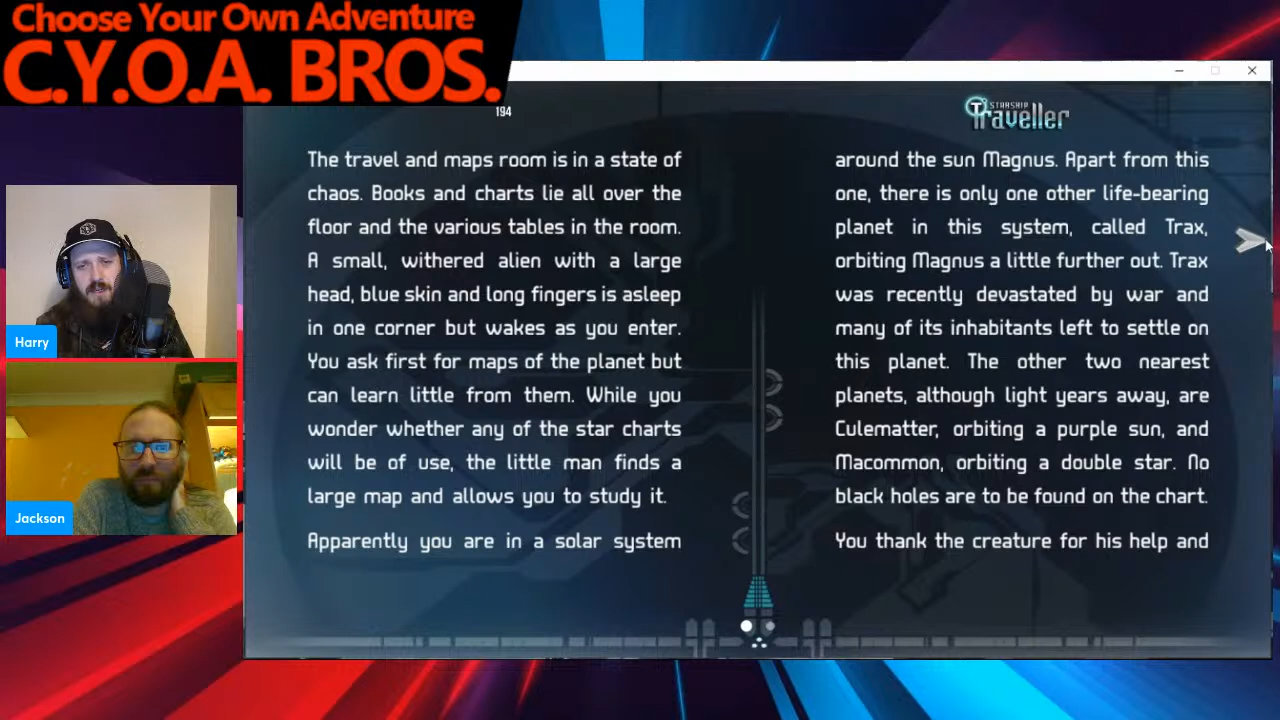 Choose Your Own Adventure
C.Y.O.A. BROS.
194
STARSHIP
Traveller
The travel and maps room is in a state of
chaos. Books and charts lie all over the
floor and the various tables in the room.
A small, withered alien with a large
head, blue skin and long fingers is asleep
in one corner but wakes as you enter.
You ask first for maps of the planet but
can learn little from them. While you
wonder whether any of the star charts
will be of use, the little man finds a
large map and allows you to study it.
Apparently you are in a solar system
around the sun Magnus. Apart from this
one, there is only one other life-bearing
planet in this system, called Trax,
orbiting Magnus a little further out. Trax
was recently devastated by war and
many of its inhabitants left to settle on
this planet. The other two nearest
planets, although light years away, are
Culematter, orbiting a purple sun, and
Macommon, orbiting a double star. No
black holes are to be found on the chart.
You thank the creature for his help and
Harry
Jackson